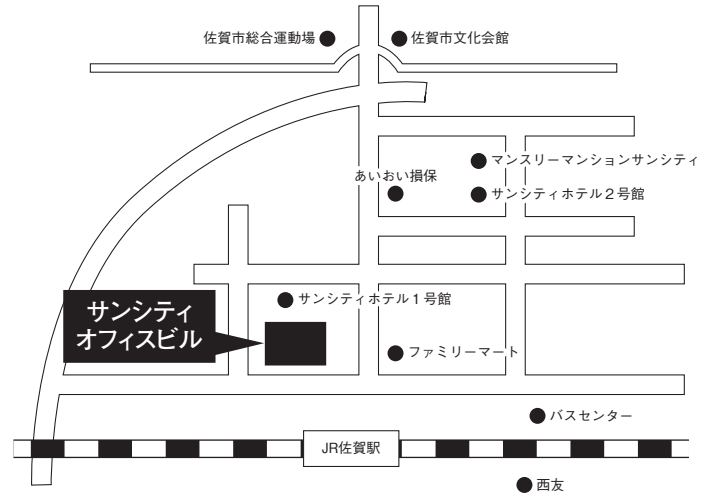 佐賀市総合運動場
佐賀市文化会館
マンスリーマンションサンシティ
あいおい損保
サンシティホテル２号館
サンシティホテル１号館
サンシティ
オフィスビル
ファミリーマート
バスセンター
JR佐賀駅
西友